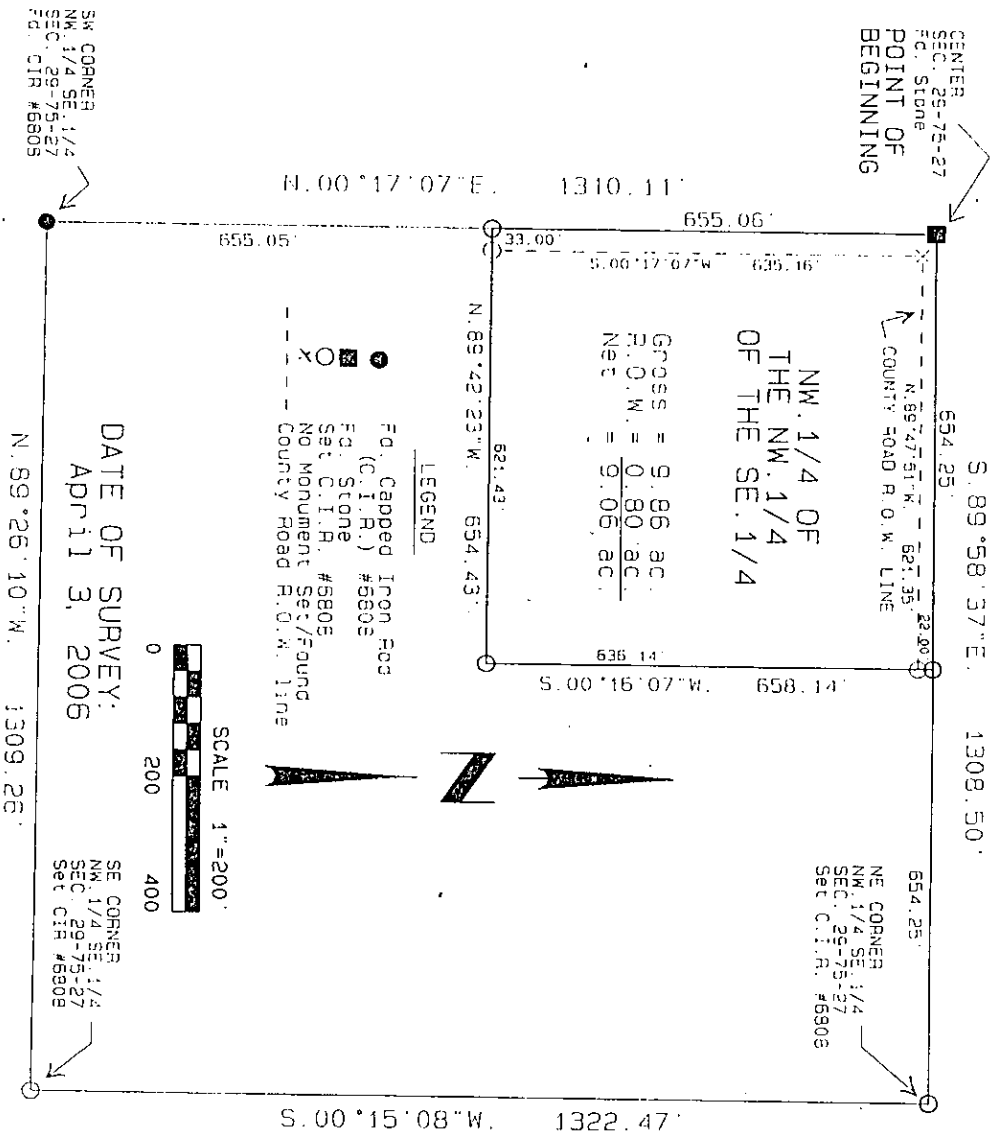 CENTER
SEC. 29-75-27
Fd. Stone
POINT OF
BEGINNING
S.89°58'37"E. 1308.50'
654.25'
654.25'
NE CORNER
NW.1/4 SE.1/4
SEC. 29-75-27
Set C.I.R. #6808
N.89°47'51"W. 621.35'
22.00'
COUNTY ROAD R.O.W. LINE
N.00°17'07"E. 1310.11'
655.06'
655.05'
33.00'
S.00°17'07"W 635.16'
NW.1/4 OF
THE NW.1/4
OF THE SE.1/4
Gross = 9.86 ac.
R.O.W. = 0.80 ac.
Net = 9.06 ac.
636.14'
S.00°16'07"W. 658.14'
621.43'
N.89°42'23"W. 654.43'
LEGEND
Fd. Capped Iron Rod
(C.I.R.) #6808
Fd. Stone
Set C.I.R. #6808
No Monument Set/Found
County Road R.O.W. line
SCALE 1"=200'
0 200 400
DATE OF SURVEY:
April 3, 2006
SW CORNER
NW.1/4 SE.1/4
SEC. 29-75-27
Fd. CIR #6808
N.89°26'10"W. 1309.26'
SE CORNER
NW.1/4 SE.1/4
SEC. 29-75-27
Set CIR #6808
S.00°15'08"W. 1322.47'
N